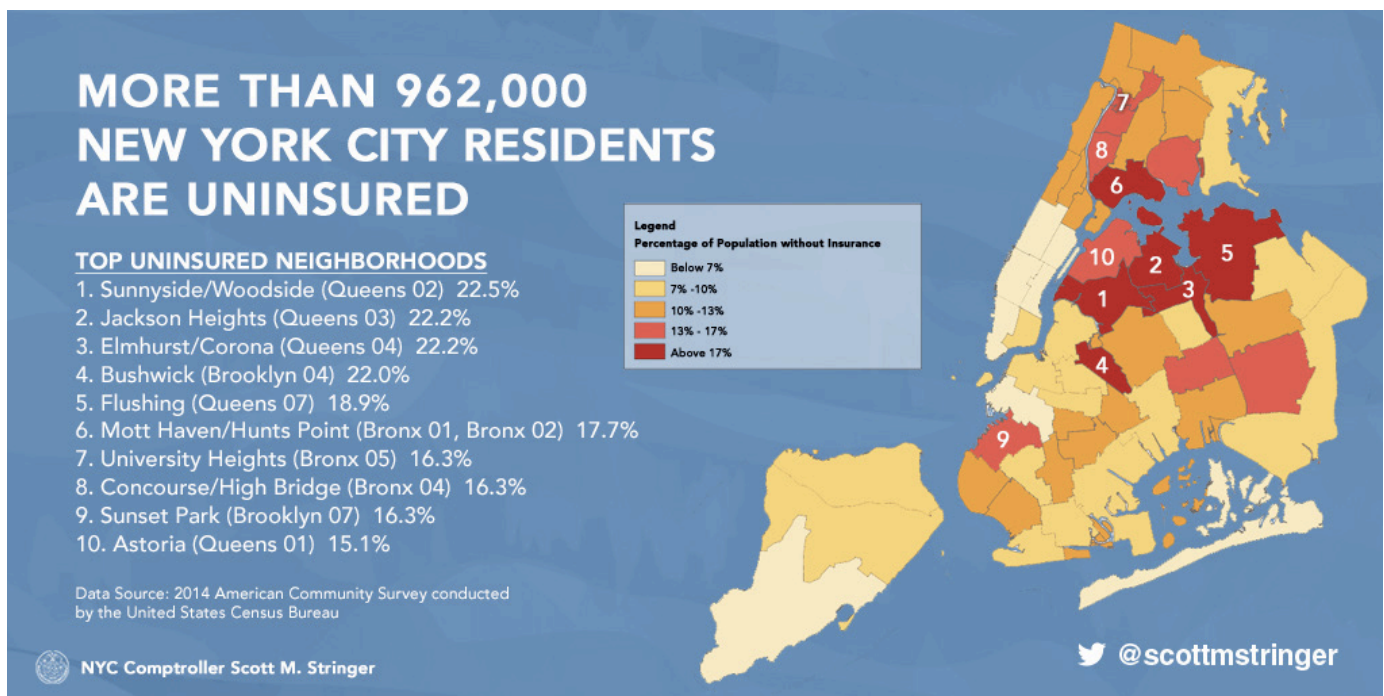 MORE THAN 962,000
NEW YORK CITY RESIDENTS
ARE UNINSURED
TOP UNINSURED NEIGHBORHOODS
1. Sunnyside/Woodside (Queens 02) 22.5%
2. Jackson Heights (Queens 03) 22.2%
3. Elmhurst/Corona (Queens 04) 22.2%
4. Bushwick (Brooklyn 04) 22.0%
5. Flushing (Queens 07) 18.9%
6. Mott Haven/Hunts Point (Bronx 01, Bronx 02) 17.7%
7. University Heights (Bronx 05) 16.3%
8. Concourse/High Bridge (Bronx 04) 16.3%
9. Sunset Park (Brooklyn 07) 16.3%
10. Astoria (Queens 01) 15.1%
Data Source: 2014 American Community Survey conducted
by the United States Census Bureau
NYC Comptroller Scott M. Stringer
Legend
Percentage of Population without Insurance
Below 7%
7% -10%
10% -13%
13% - 17%
Above 17%
7
8
6
10
2
5
1
3
4
9
@scottmstringer